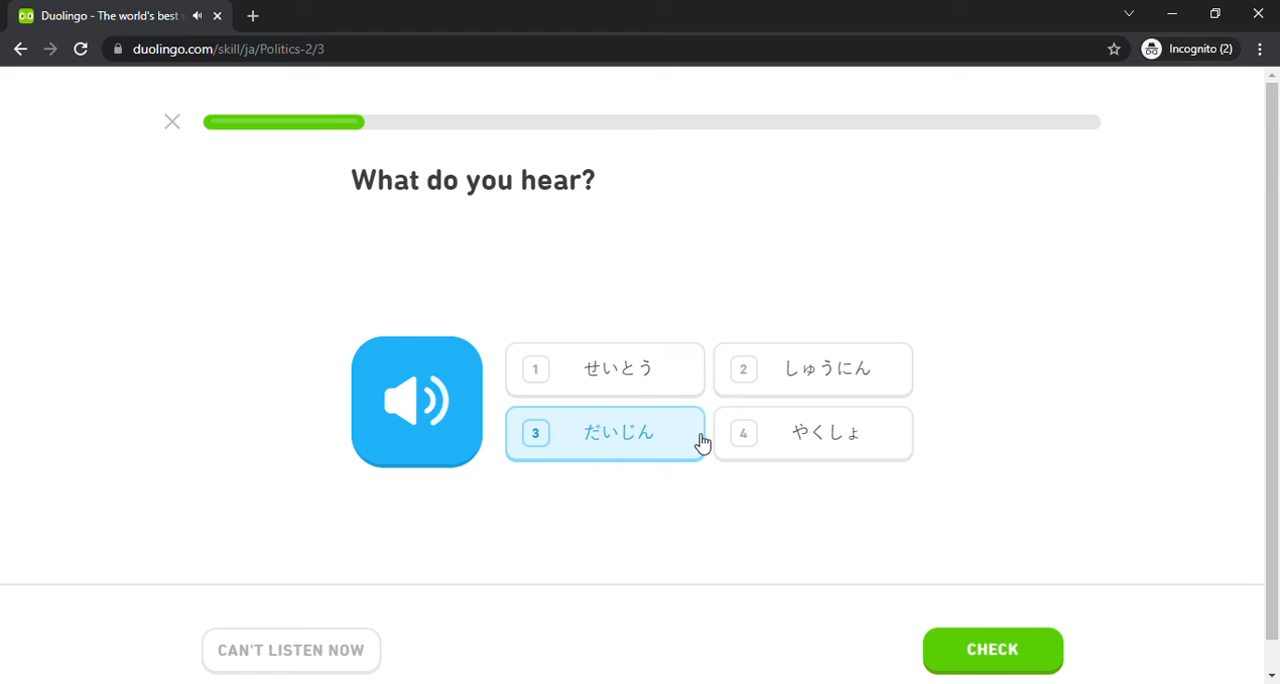 Duolingo - The world's best
duolingo.com/skill/ja/Politics-2/3
Incognito (2)
What do you hear?
1 せいとう
2 しゅうにん
3 だいじん
4 やくしょ
CAN'T LISTEN NOW
CHECK